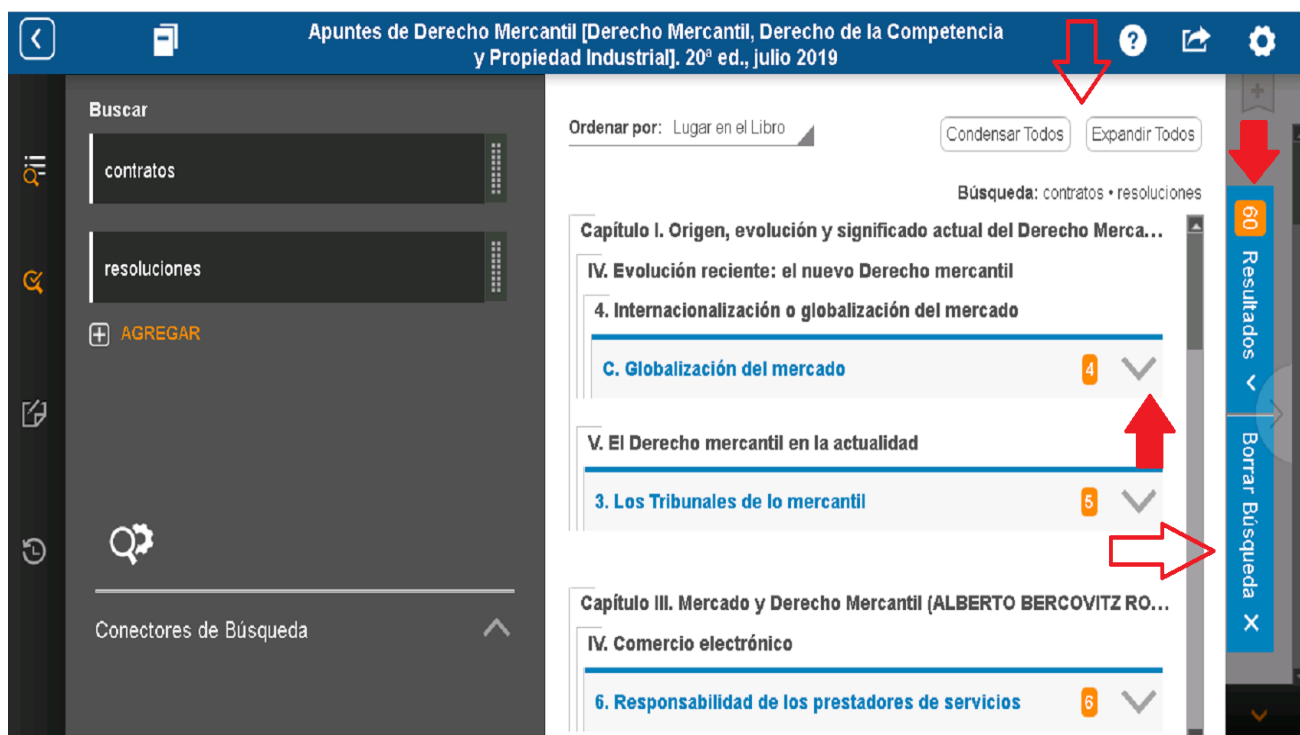 Apuntes de Derecho Mercantil [Derecho Mercantil, Derecho de la Competencia
y Propiedad Industrial]. 20ª ed., julio 2019
?
Buscar
contratos
resoluciones
AGREGAR
Conectores de Búsqueda
Ordenar por: Lugar en el Libro
Condensar Todos
Expandir Todos
Búsqueda: contratos • resoluciones
Capítulo I. Origen, evolución y significado actual del Derecho Merca...
IV. Evolución reciente: el nuevo Derecho mercantil
4. Internacionalización o globalización del mercado
C. Globalización del mercado 4
V. El Derecho mercantil en la actualidad
3. Los Tribunales de lo mercantil 5
Capítulo III. Mercado y Derecho Mercantil (ALBERTO BERCOVITZ RO...
IV. Comercio electrónico
6. Responsabilidad de los prestadores de servicios 6
60 Resultados
Borrar Búsqueda X